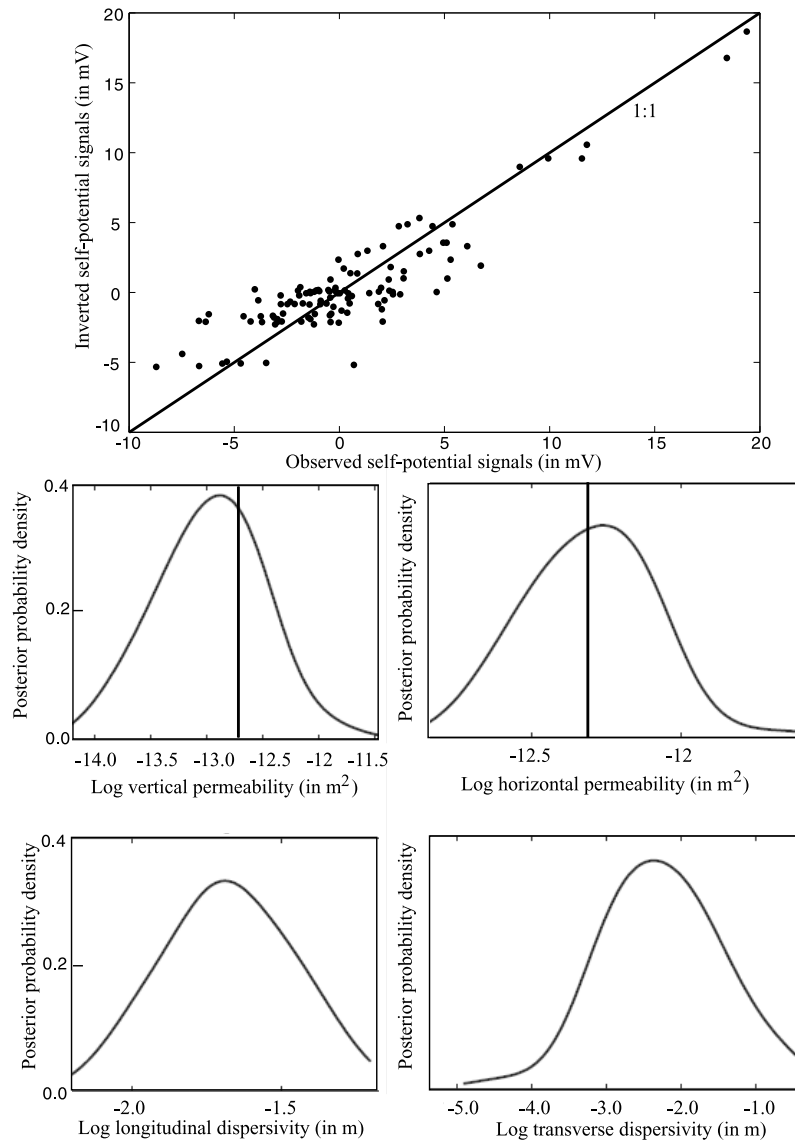 20
15
10
5
0
-5
-10
Inverted self-potential signals (in mV)
1:1
-10 -5 0 5 10 15 20
Observed self-potential signals (in mV)
0.4
0.2
0.0
Posterior probability density
-14.0 -13.5 -13.0 -12.5 -12 -11.5
Log vertical permeability (in m²)
Posterior probability density
-12.5 -12
Log horizontal permeability (in m²)
0.4
0.2
0.0
Posterior probability density
-2.0 -1.5
Log longitudinal dispersivity (in m)
Posterior probability density
-5.0 -4.0 -3.0 -2.0 -1.0
Log transverse dispersivity (in m)